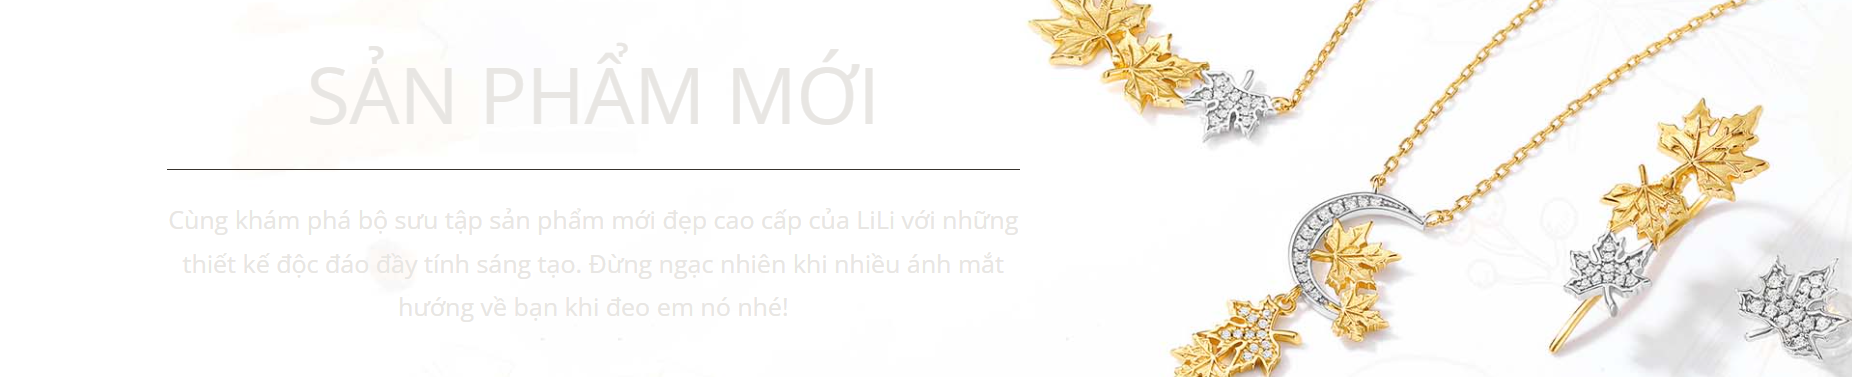 SẢN PHẨM MỚI
Cùng khám phá bộ sưu tập sản phẩm mới đẹp cao cấp của LiLi với những
thiết kế độc đáo đầy tính sáng tạo. Đừng ngạc nhiên khi nhiều ánh mắt
hướng về bạn khi đeo em nó nhé!